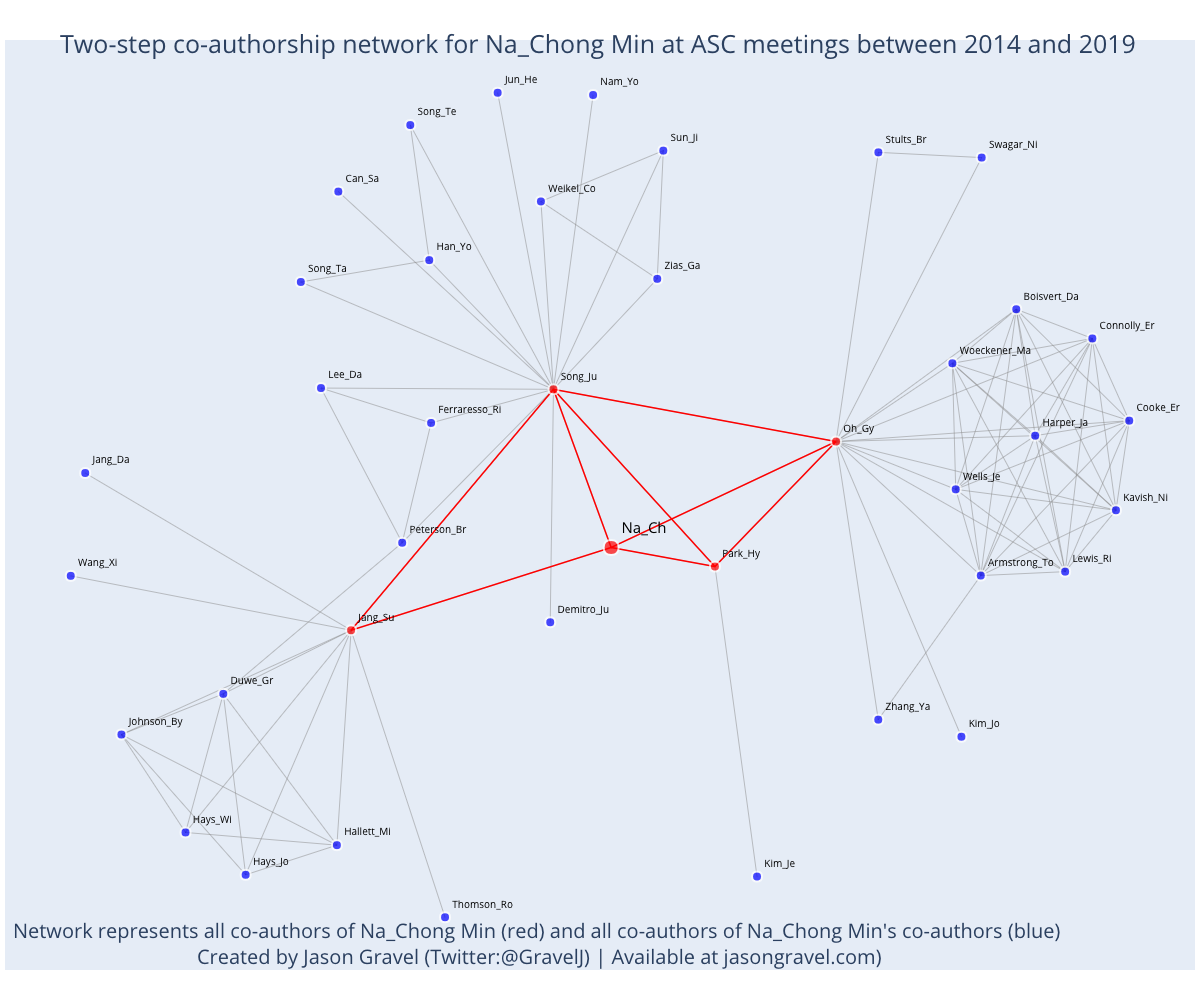 Two-step co-authorship network for Na_Chong Min at ASC meetings between 2014 and 2019
Jun_He
Nam_Yo
Song_Te
Sun_Ji
Stults_Br
Swagar_Ni
Can_Sa
Weikel_Co
Han_Yo
Song_Ta
Zias_Ga
Boisvert_Da
Connolly_Er
Woeckener_Ma
Lee_Da
Song_Ju
Ferraresso_Ri
Oh_Gy
Harper_Ja
Cooke_Er
Jang_Da
Wells_Je
Kavish_Ni
Peterson_Br
Na_Ch
Park_Hy
Wang_Xi
Armstrong_To
Lewis_Ri
Jang_Su
Demitro_Ju
Duwe_Gr
Johnson_By
Zhang_Ya
Kim_Jo
Hays_Wi
Hallett_Mi
Hays_Jo
Kim_Je
Thomson_Ro
Network represents all co-authors of Na_Chong Min (red) and all co-authors of Na_Chong Min's co-authors (blue)
Created by Jason Gravel (Twitter:@GravelJ) | Available at jasongravel.com)